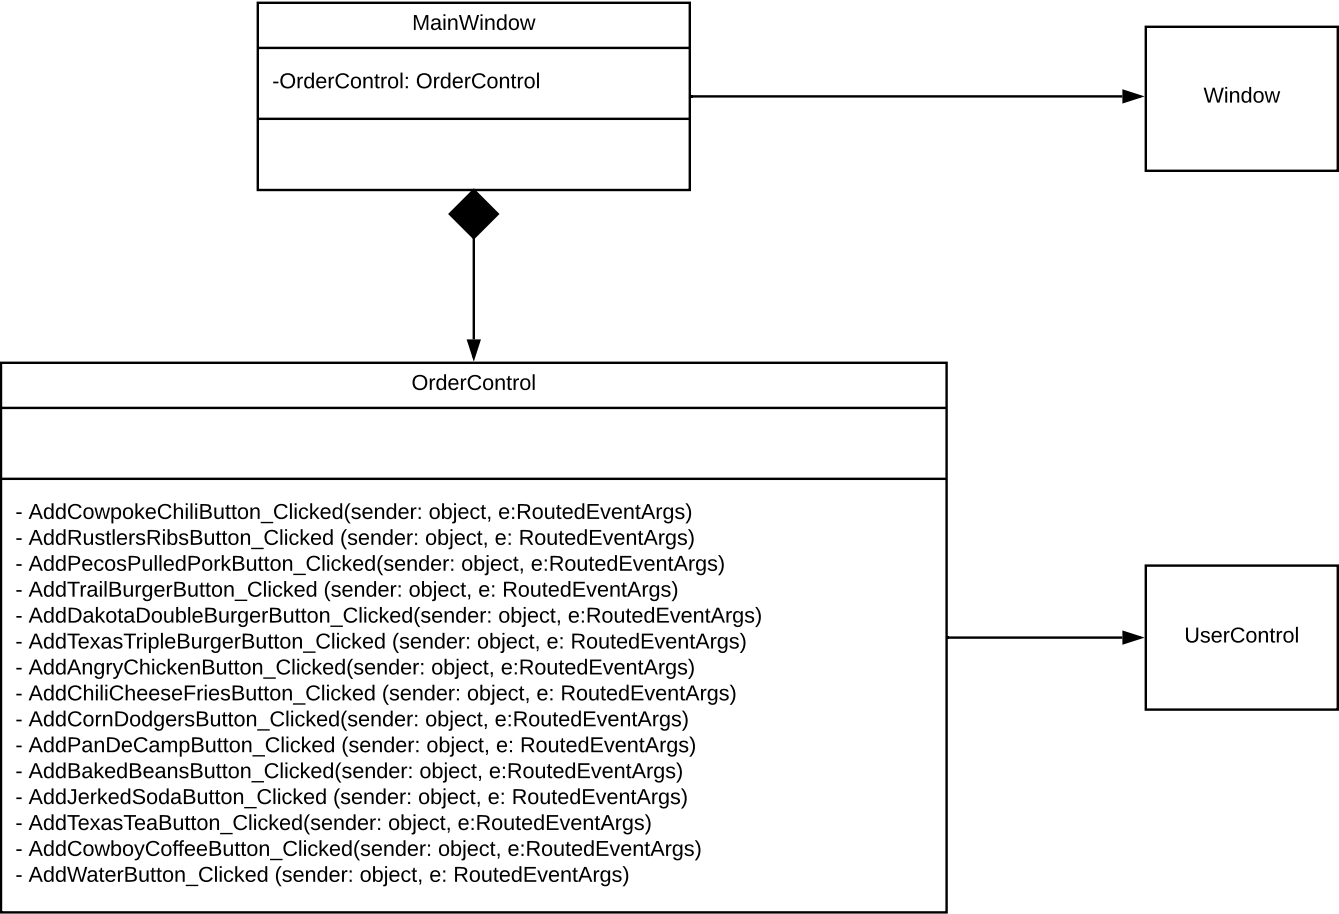 MainWindow
-OrderControl: OrderControl
Window
OrderControl
- AddCowpokeChiliButton_Clicked(sender: object, e:RoutedEventArgs)
- AddRustlersRibsButton_Clicked (sender: object, e: RoutedEventArgs)
- AddPecosPulledPorkButton_Clicked(sender: object, e:RoutedEventArgs)
- AddTrailBurgerButton_Clicked (sender: object, e: RoutedEventArgs)
- AddDakotaDoubleBurgerButton_Clicked(sender: object, e:RoutedEventArgs)
- AddTexasTripleBurgerButton_Clicked (sender: object, e: RoutedEventArgs)
- AddAngryChickenButton_Clicked(sender: object, e:RoutedEventArgs)
- AddChiliCheeseFriesButton_Clicked (sender: object, e: RoutedEventArgs)
- AddCornDodgersButton_Clicked(sender: object, e:RoutedEventArgs)
- AddPanDeCampButton_Clicked (sender: object, e: RoutedEventArgs)
- AddBakedBeansButton_Clicked(sender: object, e:RoutedEventArgs)
- AddJerkedSodaButton_Clicked (sender: object, e: RoutedEventArgs)
- AddTexasTeaButton_Clicked(sender: object, e:RoutedEventArgs)
- AddCowboyCoffeeButton_Clicked(sender: object, e:RoutedEventArgs)
- AddWaterButton_Clicked (sender: object, e: RoutedEventArgs)
UserControl